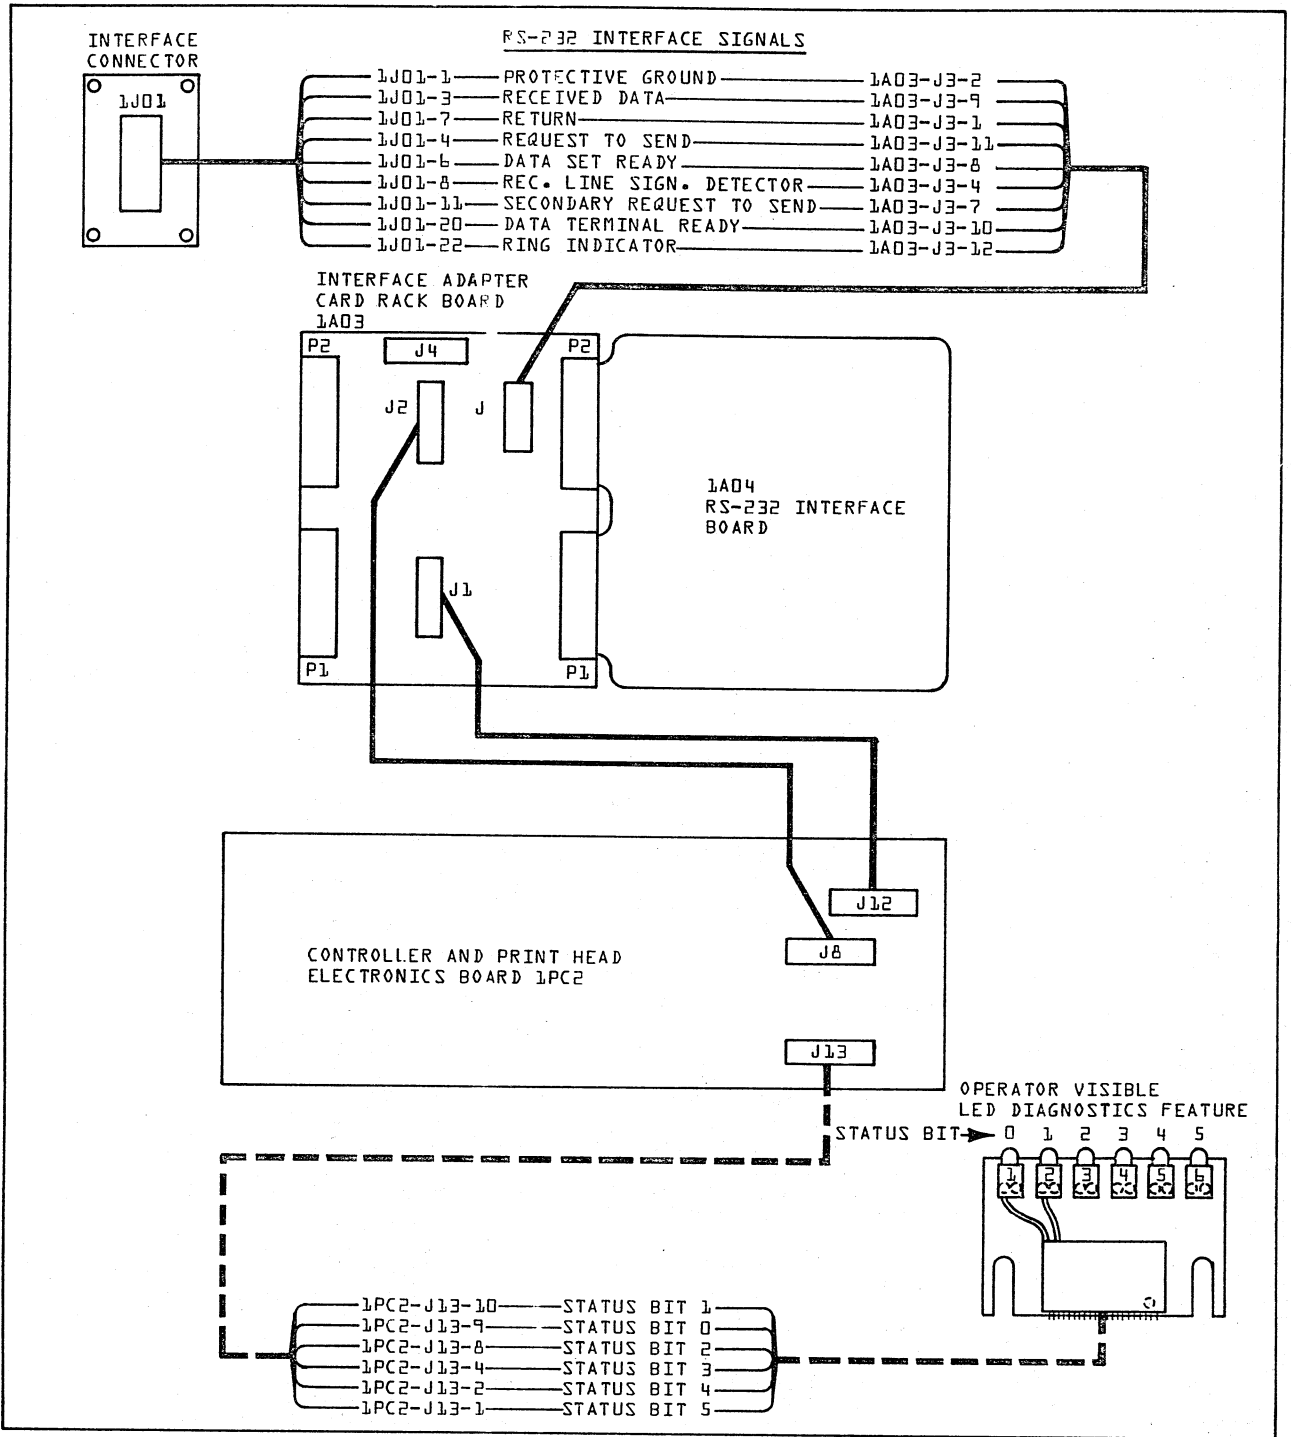 INTERFACE
CONNECTOR
1J01
RS-232 INTERFACE SIGNALS
1J01-1 PROTECTIVE GROUND 1A03-J3-2
1J01-3 RECEIVED DATA 1A03-J3-9
1J01-7 RETURN 1A03-J3-1
1J01-4 REQUEST TO SEND 1A03-J3-11
1J01-6 DATA SET READY 1A03-J3-8
1J01-8 REC. LINE SIGN. DETECTOR 1A03-J3-4
1J01-11 SECONDARY REQUEST TO SEND 1A03-J3-7
1J01-20 DATA TERMINAL READY 1A03-J3-10
1J01-22 RING INDICATOR 1A03-J3-12
INTERFACE ADAPTER
CARD RACK BOARD
1A03
P2 J4 P2
J2 J
1A04
RS-232 INTERFACE
BOARD
J1
P1 P1
J12
J8
CONTROLLER AND PRINT HEAD
ELECTRONICS BOARD 1PC2
J13
OPERATOR VISIBLE
LED DIAGNOSTICS FEATURE
STATUS BIT 0 1 2 3 4 5
1 2 3 4 5 6
1PC2-J13-10 STATUS BIT 1
1PC2-J13-9 STATUS BIT 0
1PC2-J13-8 STATUS BIT 2
1PC2-J13-4 STATUS BIT 3
1PC2-J13-2 STATUS BIT 4
1PC2-J13-1 STATUS BIT 5